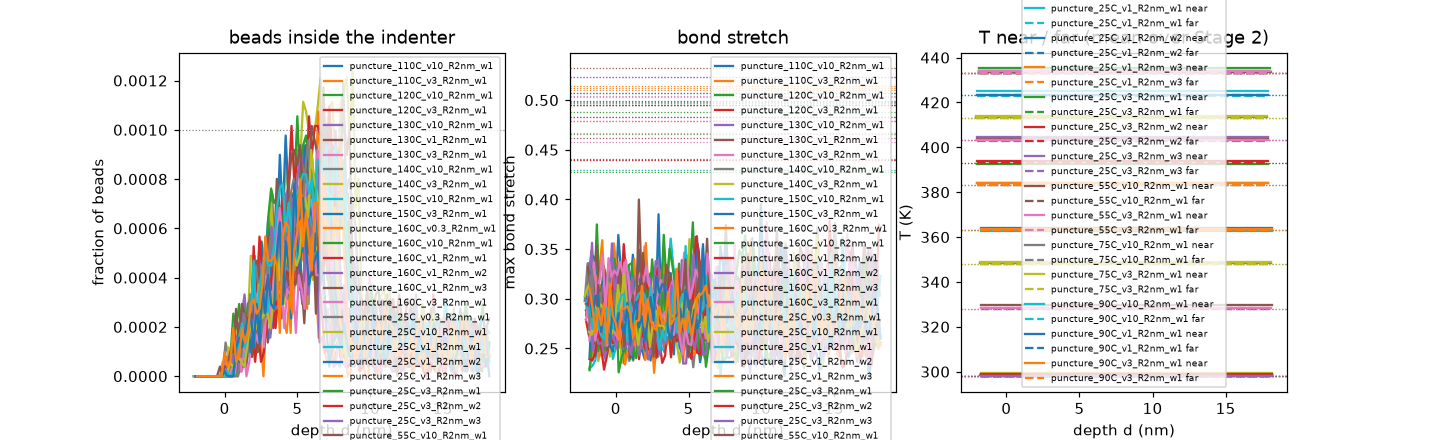 beads inside the indenter
fraction of beads
0.0012
0.0010
0.0008
0.0006
0.0004
0.0002
0.0000
0
5
depth d (nm)
puncture_110C_v10_R2nm_w1
puncture_110C_v3_R2nm_w1
puncture_120C_v10_R2nm_w1
puncture_120C_v3_R2nm_w1
puncture_130C_v10_R2nm_w1
puncture_130C_v1_R2nm_w1
puncture_130C_v3_R2nm_w1
puncture_140C_v10_R2nm_w1
puncture_140C_v3_R2nm_w1
puncture_150C_v10_R2nm_w1
puncture_150C_v3_R2nm_w1
puncture_160C_v0.3_R2nm_w1
puncture_160C_v10_R2nm_w1
puncture_160C_v1_R2nm_w1
puncture_160C_v1_R2nm_w2
puncture_160C_v1_R2nm_w3
puncture_160C_v3_R2nm_w1
puncture_25C_v0.3_R2nm_w1
puncture_25C_v10_R2nm_w1
puncture_25C_v1_R2nm_w1
puncture_25C_v1_R2nm_w2
puncture_25C_v1_R2nm_w3
puncture_25C_v3_R2nm_w1
puncture_25C_v3_R2nm_w2
puncture_25C_v3_R2nm_w3
puncture_55C_v10_R2nm_w1
bond stretch
max bond stretch
0.50
0.45
0.40
0.35
0.30
0.25
0
5
depth d (nm)
puncture_110C_v10_R2nm_w1
puncture_110C_v3_R2nm_w1
puncture_120C_v10_R2nm_w1
puncture_120C_v3_R2nm_w1
puncture_130C_v10_R2nm_w1
puncture_130C_v1_R2nm_w1
puncture_130C_v3_R2nm_w1
puncture_140C_v10_R2nm_w1
puncture_140C_v3_R2nm_w1
puncture_150C_v10_R2nm_w1
puncture_150C_v3_R2nm_w1
puncture_160C_v0.3_R2nm_w1
puncture_160C_v10_R2nm_w1
puncture_160C_v1_R2nm_w1
puncture_160C_v1_R2nm_w2
puncture_160C_v1_R2nm_w3
puncture_160C_v3_R2nm_w1
puncture_25C_v0.3_R2nm_w1
puncture_25C_v10_R2nm_w1
puncture_25C_v1_R2nm_w1
puncture_25C_v1_R2nm_w2
puncture_25C_v1_R2nm_w3
puncture_25C_v3_R2nm_w1
puncture_25C_v3_R2nm_w2
puncture_25C_v3_R2nm_w3
puncture_55C_v10_R2nm_w1
T near / far Stage 2)
T (K)
440
420
400
380
360
340
320
300
0
5
10
15
depth d (nm)
puncture_25C_v1_R2nm_w1 near
puncture_25C_v1_R2nm_w1 far
puncture_25C_v1_R2nm_w2 near
puncture_25C_v1_R2nm_w2 far
puncture_25C_v1_R2nm_w3 near
puncture_25C_v1_R2nm_w3 far
puncture_25C_v3_R2nm_w1 near
puncture_25C_v3_R2nm_w1 far
puncture_25C_v3_R2nm_w2 near
puncture_25C_v3_R2nm_w2 far
puncture_25C_v3_R2nm_w3 near
puncture_25C_v3_R2nm_w3 far
puncture_55C_v10_R2nm_w1 near
puncture_55C_v10_R2nm_w1 far
puncture_55C_v3_R2nm_w1 near
puncture_55C_v3_R2nm_w1 far
puncture_75C_v10_R2nm_w1 near
puncture_75C_v10_R2nm_w1 far
puncture_75C_v3_R2nm_w1 near
puncture_75C_v3_R2nm_w1 far
puncture_90C_v10_R2nm_w1 near
puncture_90C_v10_R2nm_w1 far
puncture_90C_v1_R2nm_w1 near
puncture_90C_v1_R2nm_w1 far
puncture_90C_v3_R2nm_w1 near
puncture_90C_v3_R2nm_w1 far